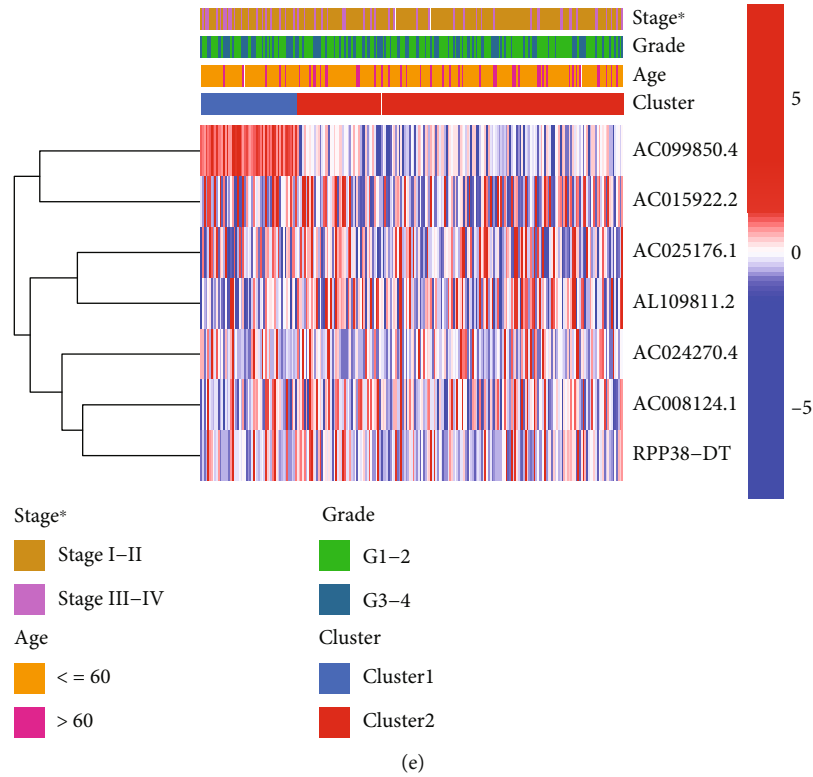 Stage*
Grade
Age
Cluster
AC099850.4
AC015922.2
AC025176.1
AL109811.2
AC024270.4
AC008124.1
RPP38−DT
5
0
−5
Stage*
Stage I−II
Stage III−IV
Age
< = 60
> 60
Grade
G1−2
G3−4
Cluster
Cluster1
Cluster2
(e)